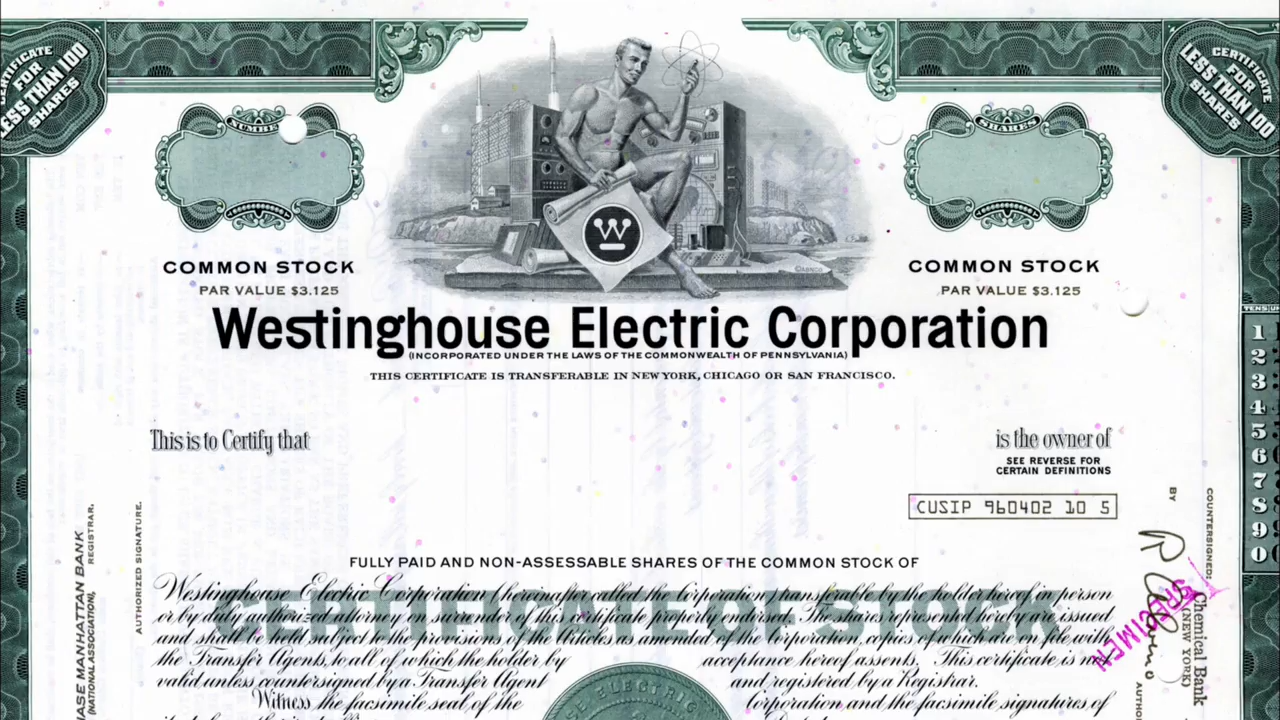 CERTIFICATE
FOR
LESS THAN 100
SHARES
CERTIFICATE
FOR
LESS THAN 100
SHARES
NUMBER
SHARES
W
COMMON STOCK
PAR VALUE $3.125
COMMON STOCK
PAR VALUE $3.125
Westinghouse Electric Corporation
(INCORPORATED UNDER THE LAWS OF THE COMMONWEALTH OF PENNSYLVANIA)
THIS CERTIFICATE IS TRANSFERABLE IN NEW YORK, CHICAGO OR SAN FRANCISCO.
This is to Certify that
is the owner of
SEE REVERSE FOR
CERTAIN DEFINITIONS
CUSIP 960402 10 5
FULLY PAID AND NON-ASSESSABLE SHARES OF THE COMMON STOCK OF
CERTIFICATE OF STOCK
Westinghouse Electric Corporation (hereinafter called the Corporation) transferable by the holder hereof in person
or by duly authorized attorney on surrender of this certificate properly endorsed. The shares represented hereby are issued
and shall be held subject to the provisions of the Articles as amended of the Corporation, copies of which are on file with
the Transfer Agents, to all of which the holder by acceptance hereof assents. This certificate is not
valid unless countersigned by a Transfer Agent and registered by a Registrar.
Witness the facsimile seal of the Corporation and the facsimile signatures of
ELECTRIC
TENS
1
2
3
4
5
6
7
8
9
0
CHASE MANHATTAN BANK
(NATIONAL ASSOCIATION),
REGISTRAR.
AUTHORIZED SIGNATURE.
COUNTERSIGNED:
Chemical Bank
(NEW YORK)
BY
SPECIMEN